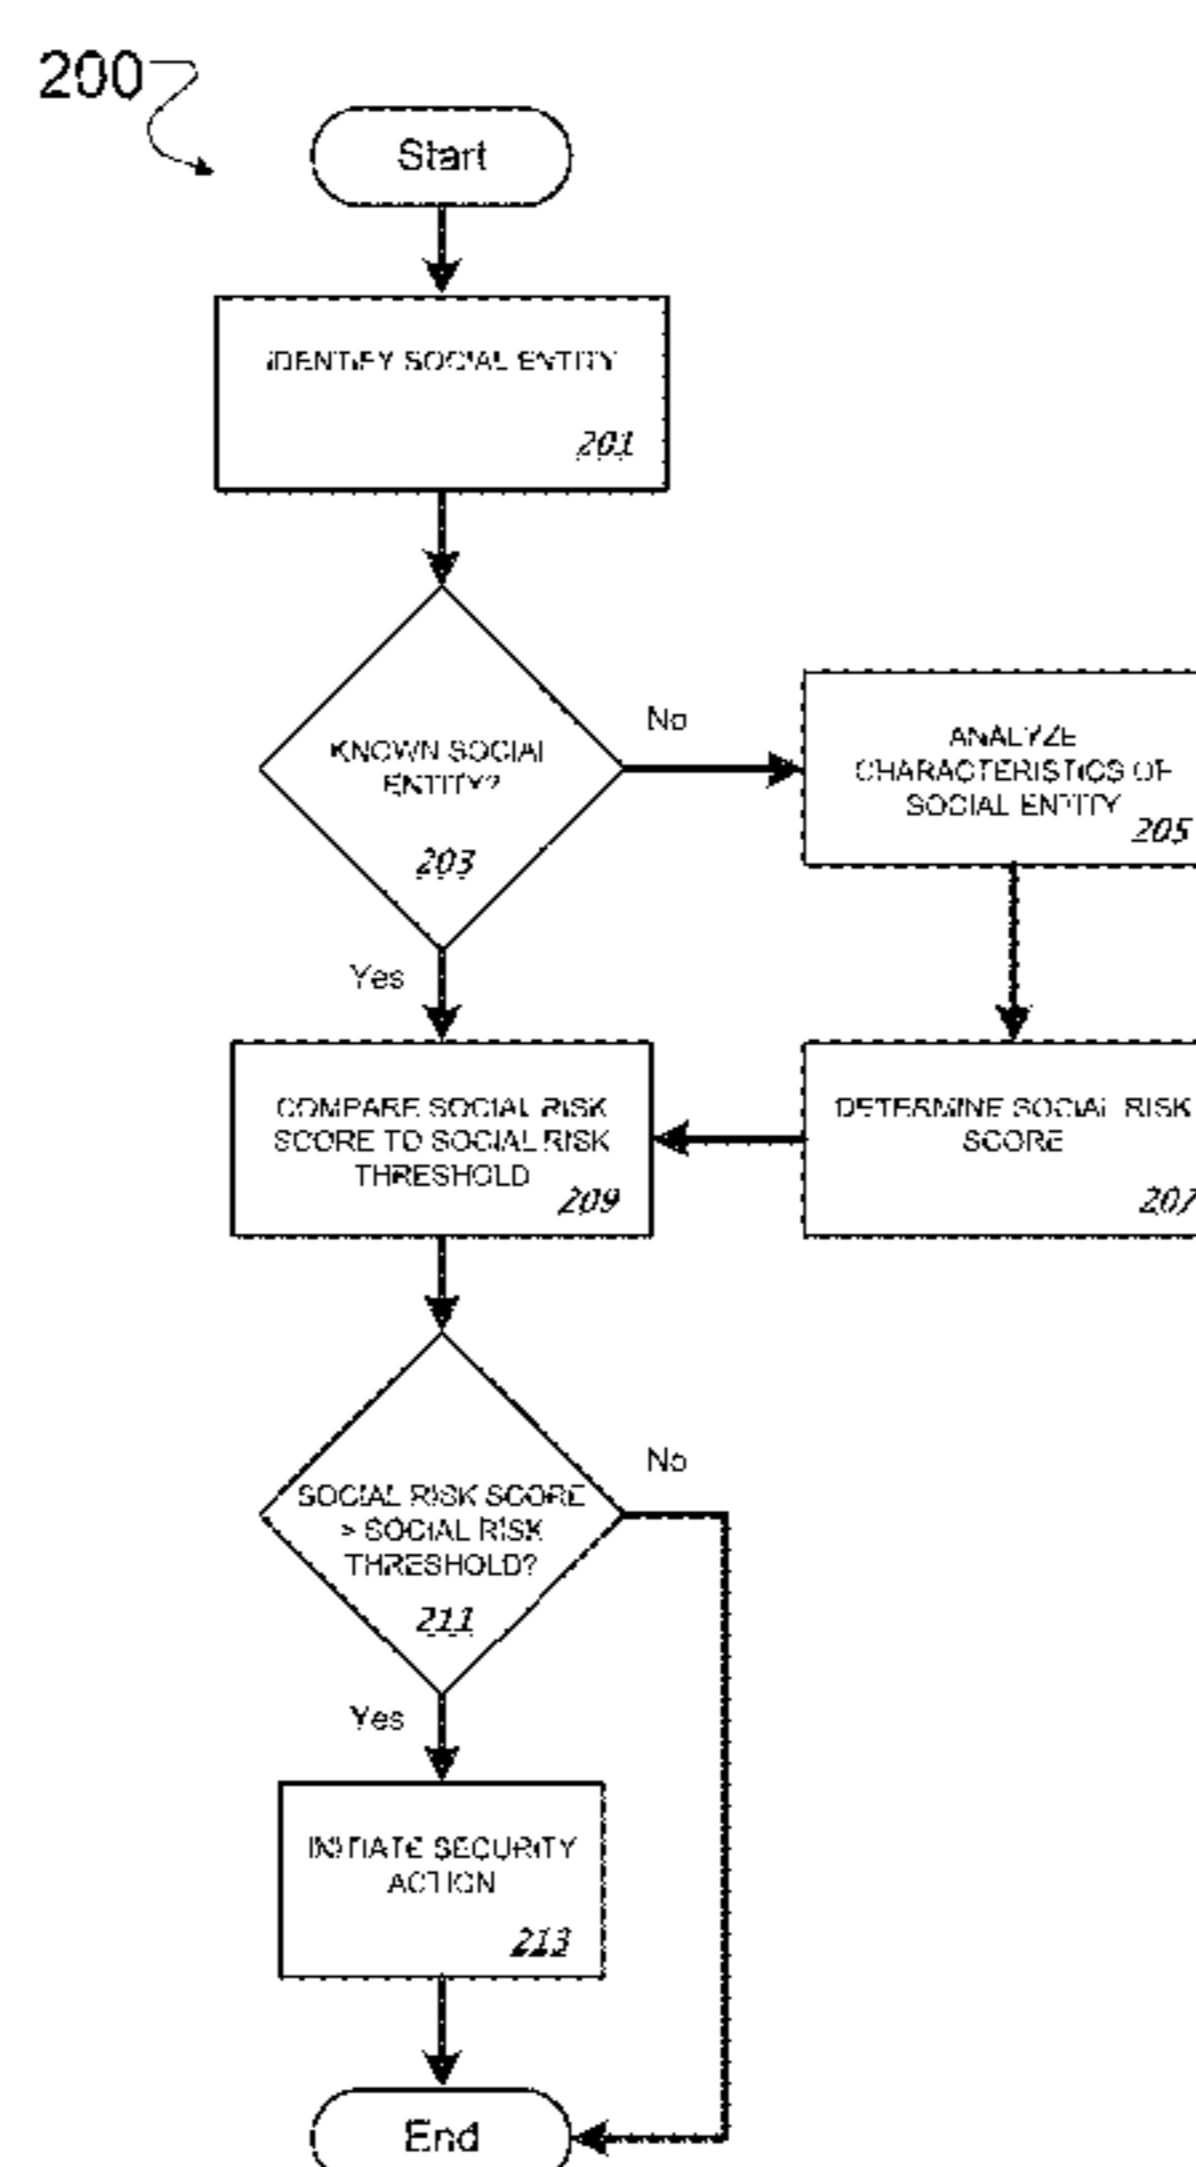 200
Start
IDENTIFY SOCIAL ENTITY
201
KNOWN SOCIAL
ENTITY?
203
No
ANALYZE
CHARACTERISTICS OF
SOCIAL ENTITY
205
Yes
COMPARE SOCIAL RISK
SCORE TO SOCIAL RISK
THRESHOLD
209
DETERMINE SOCIAL RISK
SCORE
207
SOCIAL RISK SCORE
> SOCIAL RISK
THRESHOLD?
211
No
Yes
INITIATE SECURITY
ACTION
213
End